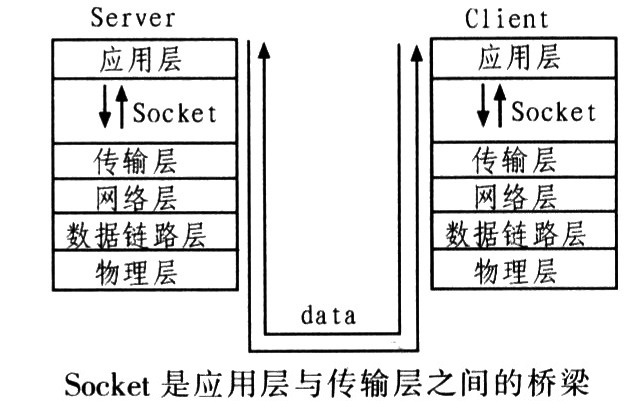 Server
Client
应用层
Socket
传输层
网络层
数据链路层
物理层
应用层
Socket
传输层
网络层
数据链路层
物理层
data
Socket 是应用层与传输层之间的桥梁